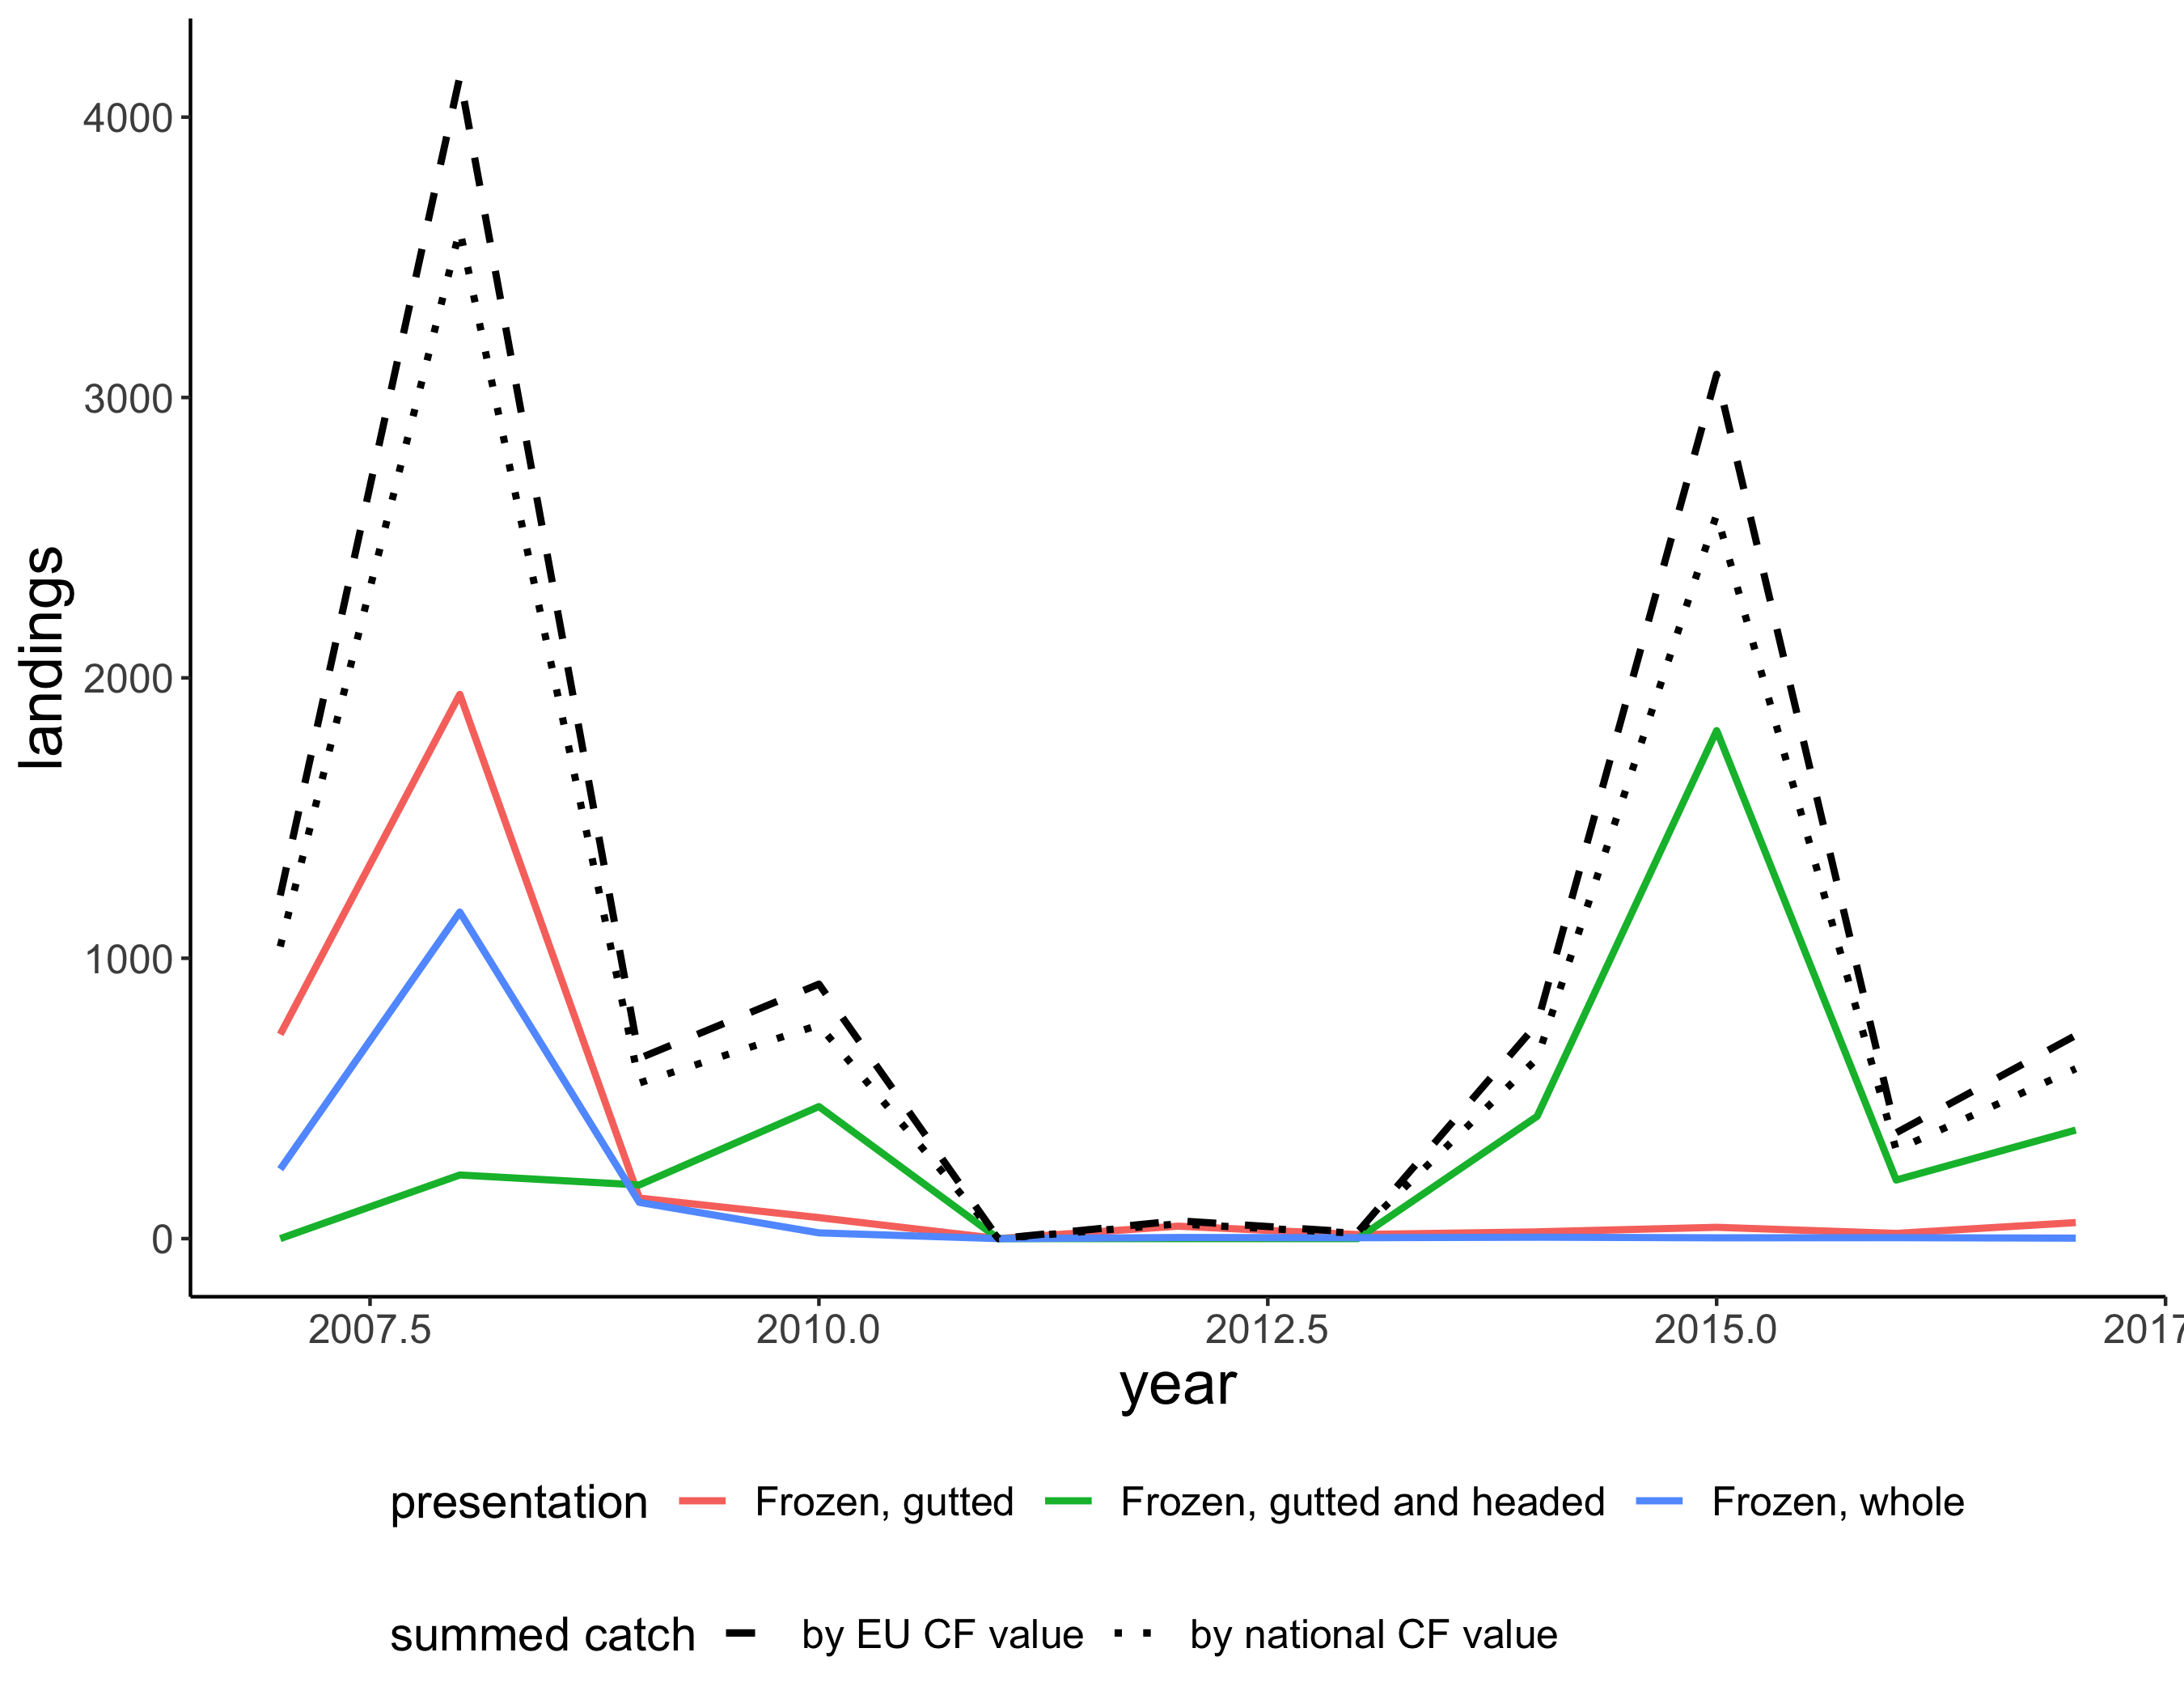 landings
4000
3000
2000
1000
0
2007.5 2010.0 2012.5 2015.0 2017
year
presentation Frozen, gutted Frozen, gutted and headed Frozen, whole
summed catch by EU CF value by national CF value